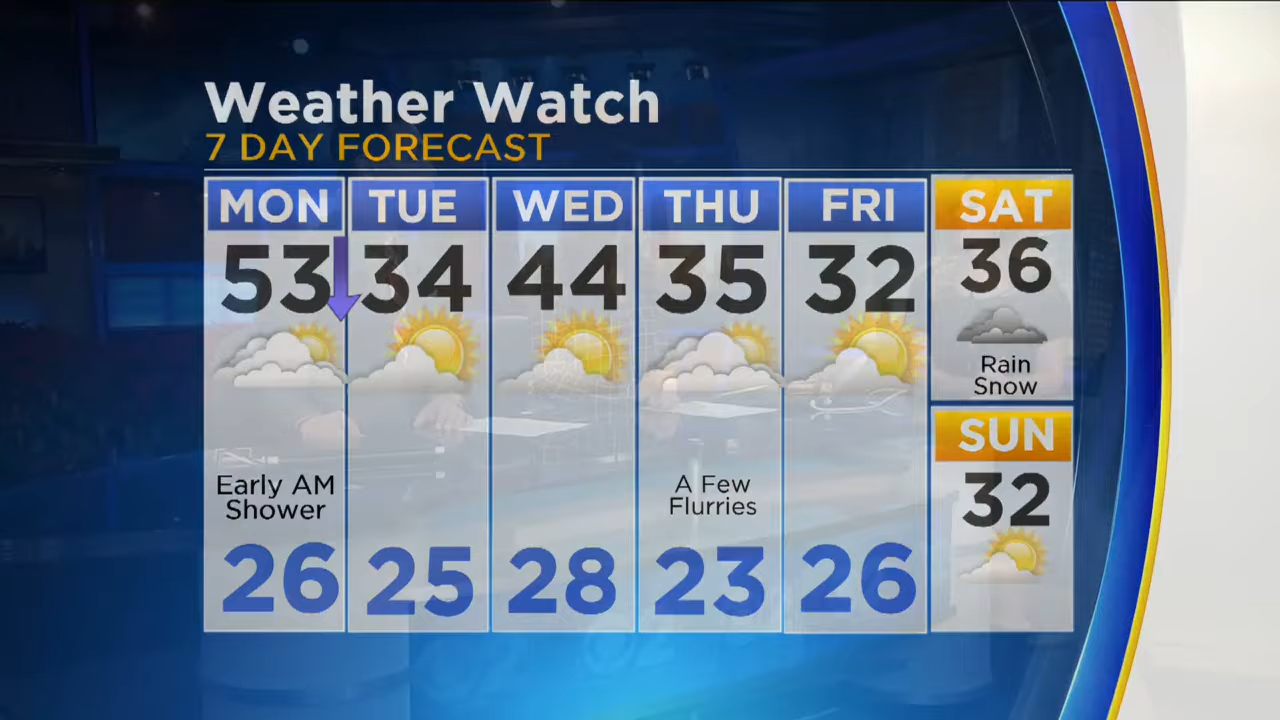 Weather Watch
7 DAY FORECAST
MON TUE WED THU FRI SAT
53 34 44 35 32 36
Rain
Snow
SUN
32
Early AM
Shower
A Few
Flurries
26 25 28 23 26